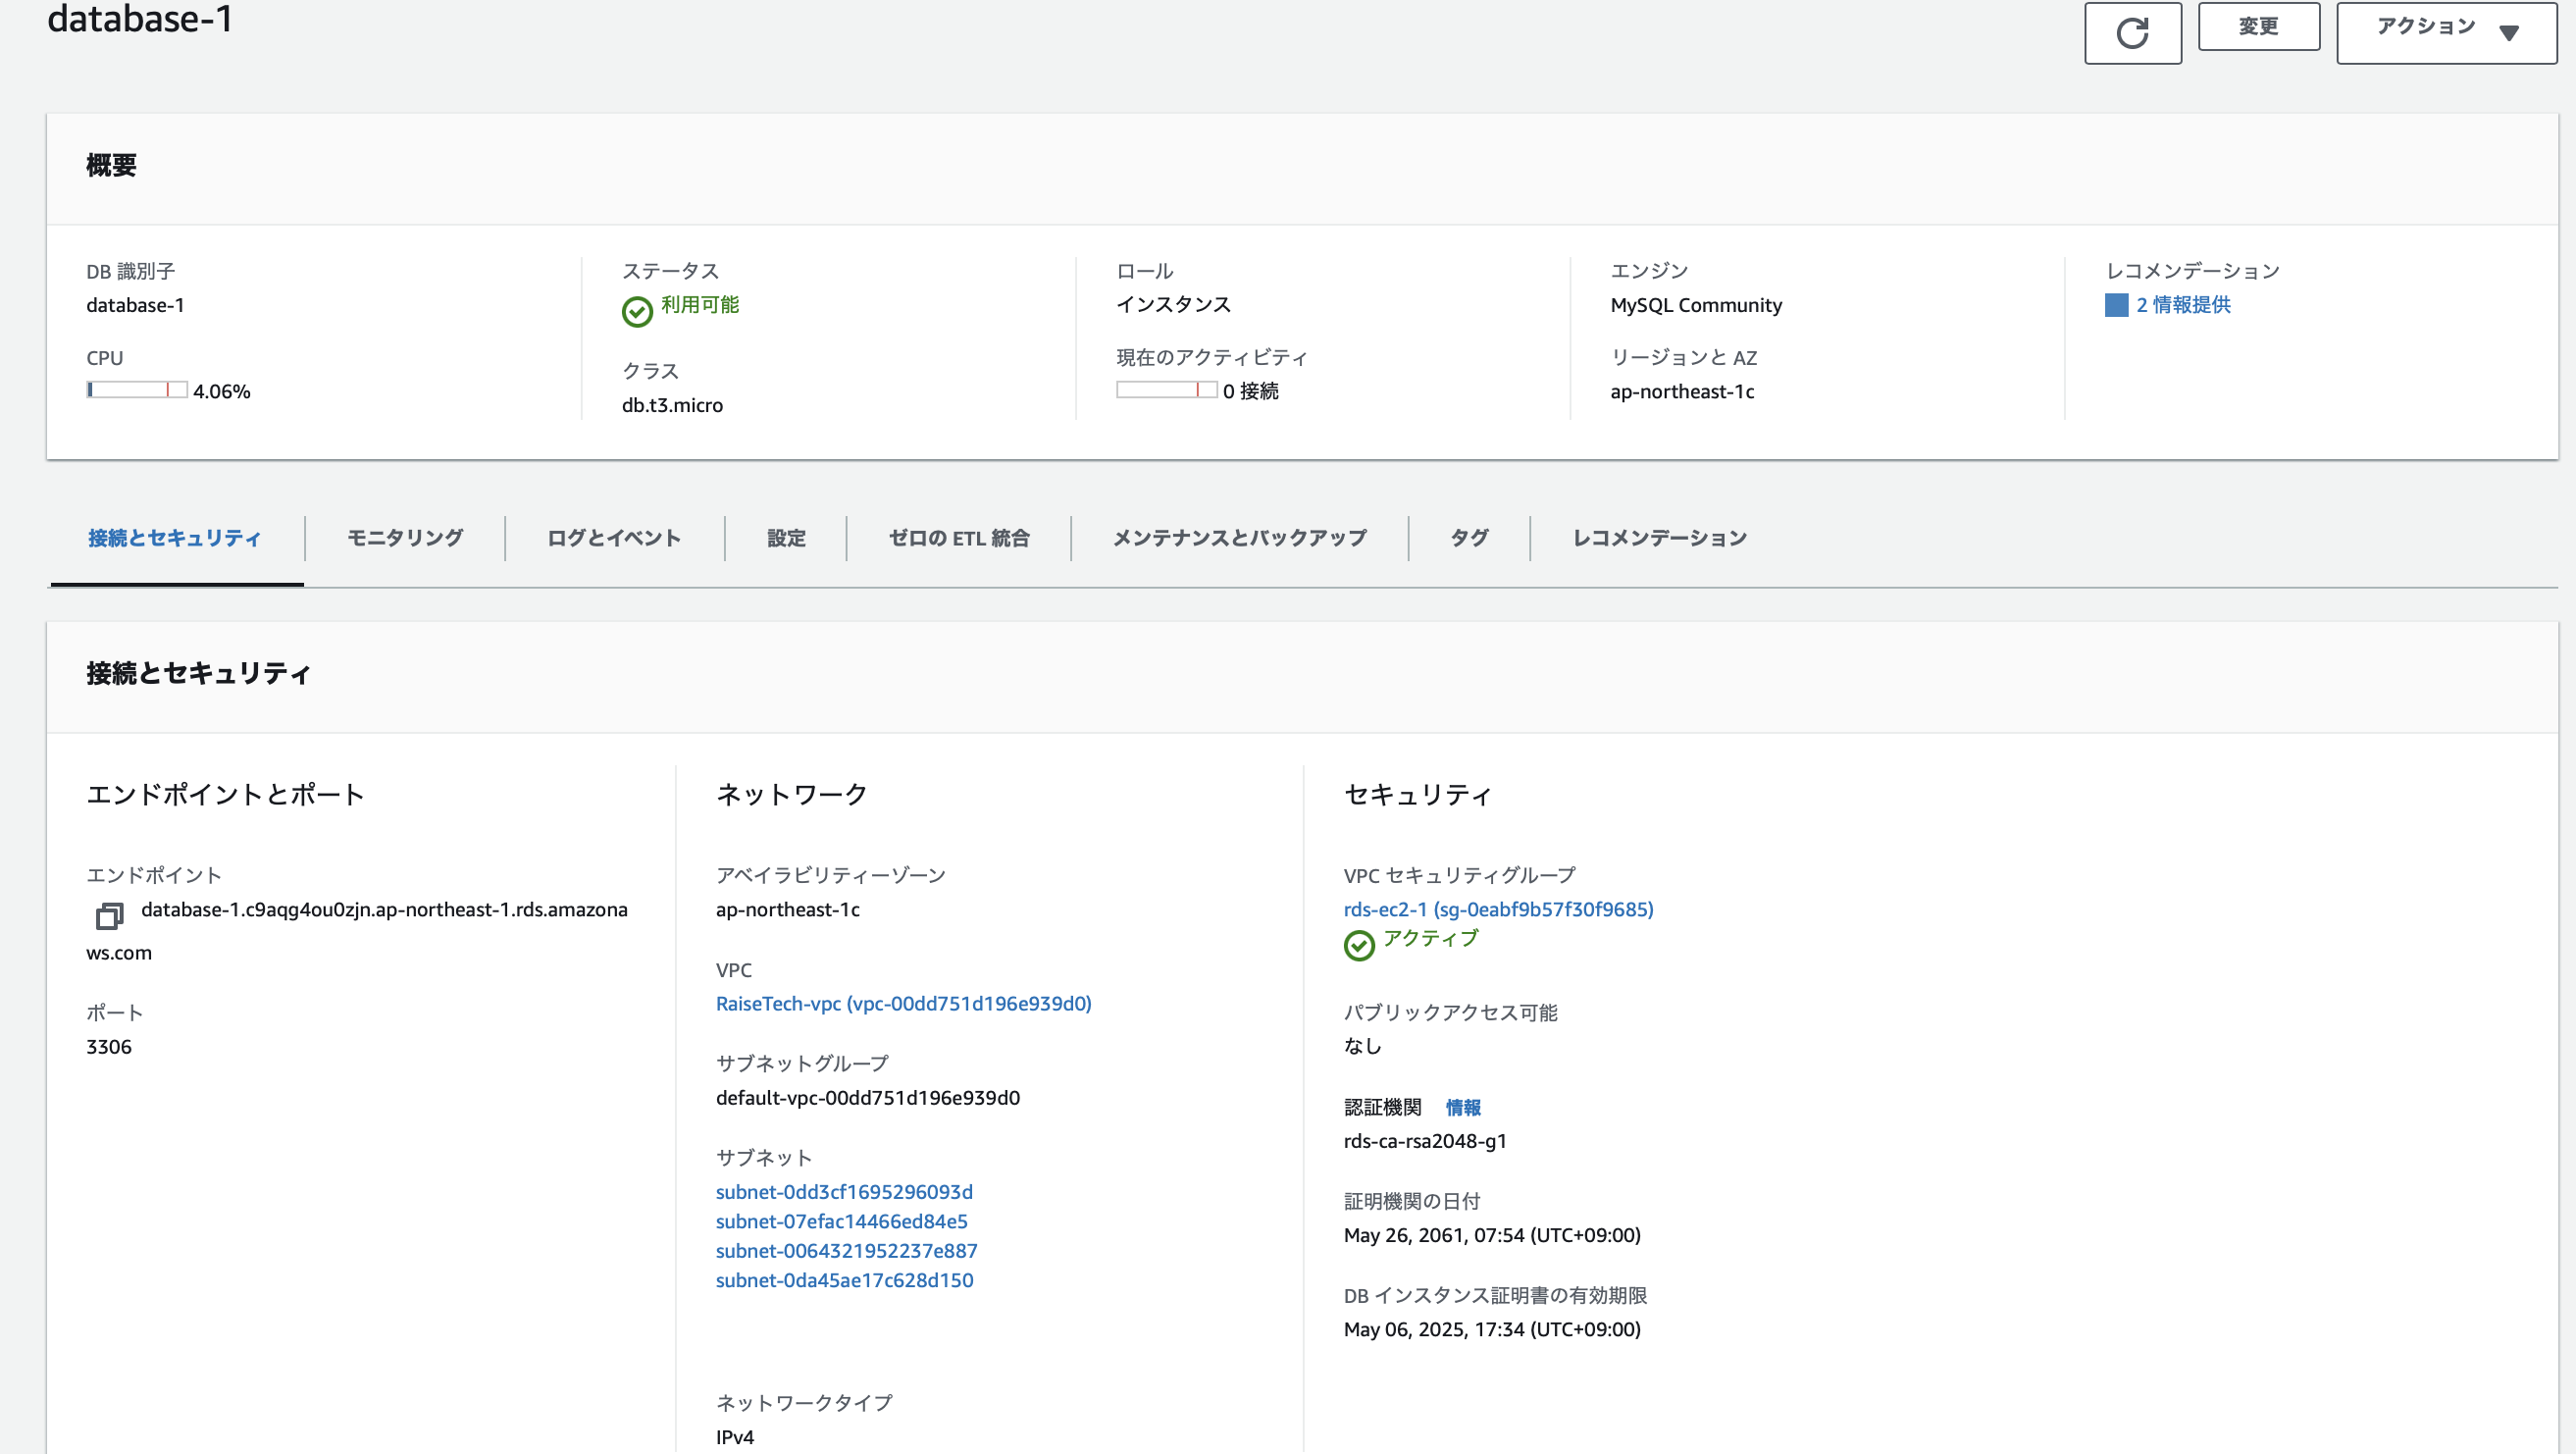 database-1
変更
アクション
概要
DB 識別子
database-1
CPU
4.06%
ステータス
利用可能
クラス
db.t3.micro
ロール
インスタンス
現在のアクティビティ
0 接続
エンジン
MySQL Community
リージョンと AZ
ap-northeast-1c
レコメンデーション
2 情報提供
接続とセキュリティ
モニタリング
ログとイベント
設定
ゼロの ETL 統合
メンテナンスとバックアップ
タグ
レコメンデーション
接続とセキュリティ
エンドポイントとポート
エンドポイント
database-1.c9aqg4ou0zjn.ap-northeast-1.rds.amazona
ws.com
ポート
3306
ネットワーク
アベイラビリティーゾーン
ap-northeast-1c
VPC
RaiseTech-vpc (vpc-00dd751d196e939d0)
サブネットグループ
default-vpc-00dd751d196e939d0
サブネット
subnet-0dd3cf1695296093d
subnet-07efac14466ed84e5
subnet-0064321952237e887
subnet-0da45ae17c628d150
ネットワークタイプ
IPv4
セキュリティ
VPC セキュリティグループ
rds-ec2-1 (sg-0eabf9b57f30f9685)
アクティブ
パブリックアクセス可能
なし
認証機関 情報
rds-ca-rsa2048-g1
証明機関の日付
May 26, 2061, 07:54 (UTC+09:00)
DB インスタンス証明書の有効期限
May 06, 2025, 17:34 (UTC+09:00)